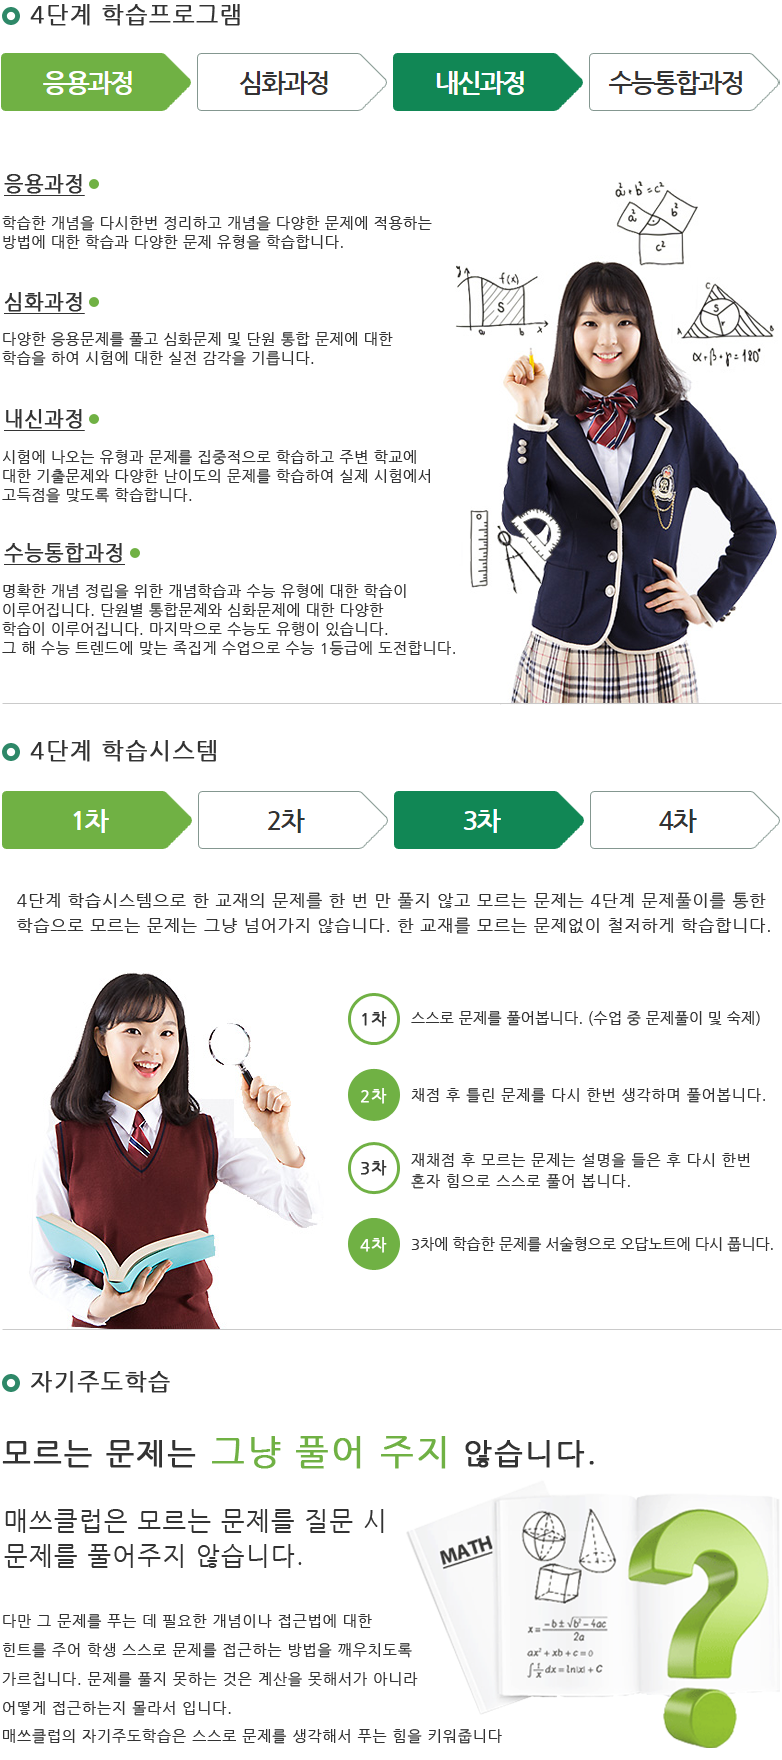 4단계 학습프로그램
응용과정
심화과정
내신과정
수능통합과정
응용과정
학습한 개념을 다시한번 정리하고 개념을 다양한 문제에 적용하는
방법에 대한 학습과 다양한 문제 유형을 학습합니다.
심화과정
다양한 응용문제를 풀고 심화문제 및 단원 통합 문제에 대한
학습을 하여 시험에 대한 실전 감각을 기릅니다.
내신과정
시험에 나오는 유형과 문제를 집중적으로 학습하고 주변 학교에
대한 기출문제와 다양한 난이도의 문제를 학습하여 실제 시험에서
고득점을 맞도록 학습합니다.
수능통합과정
명확한 개념 정립을 위한 개념학습과 수능 유형에 대한 학습이
이루어집니다. 단원별 통합문제와 심화문제에 대한 다양한
학습이 이루어집니다. 마지막으로 수능도 유행이 있습니다.
그 해 수능 트렌드에 맞는 족집게 수업으로 수능 1등급에 도전합니다.
a²+b²=c²
a²
b²
c²
y
f(x)
S
a
b
x
C
S
r
A
B
α+β+γ=180°
4단계 학습시스템
1차
2차
3차
4차
4단계 학습시스템으로 한 교재의 문제를 한 번 만 풀지 않고 모르는 문제는 4단계 문제풀이를 통한
학습으로 모르는 문제는 그냥 넘어가지 않습니다. 한 교재를 모르는 문제없이 철저하게 학습합니다.
1차 스스로 문제를 풀어봅니다. (수업 중 문제풀이 및 숙제)
2차 채점 후 틀린 문제를 다시 한번 생각하며 풀어봅니다.
3차 재채점 후 모르는 문제는 설명을 들은 후 다시 한번
혼자 힘으로 스스로 풀어 봅니다.
4차 3차에 학습한 문제를 서술형으로 오답노트에 다시 풉니다.
자기주도학습
모르는 문제는 그냥 풀어 주지 않습니다.
매쓰클럽은 모르는 문제를 질문 시
문제를 풀어주지 않습니다.
MATH
x=-b±√b²-4ac/2a
ax²+xb+c=0
∫1/x dx=ln|x|+C
?
다만 그 문제를 푸는 데 필요한 개념이나 접근법에 대한
힌트를 주어 학생 스스로 문제를 접근하는 방법을 깨우치도록
가르칩니다. 문제를 풀지 못하는 것은 계산을 못해서가 아니라
어떻게 접근하는지 몰라서 입니다.
매쓰클럽의 자기주도학습은 스스로 문제를 생각해서 푸는 힘을 키워줍니다